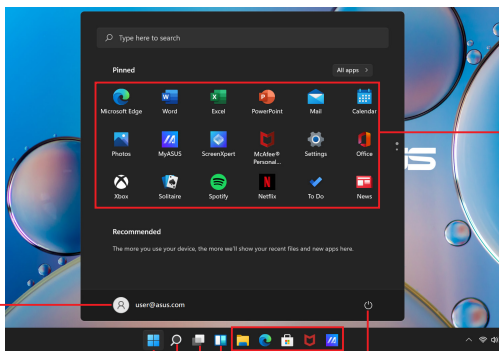 Type here to search
Pinned
All apps >
Microsoft Edge
Word
Excel
PowerPoint
Mail
Calendar
Photos
MyASUS
ScreenXpert
McAfee®
Personal...
Settings
Office
Xbox
Solitaire
Spotify
Netflix
To Do
News
Recommended
The more you use your device, the more we'll show your recent files and new apps here.
user@asus.com